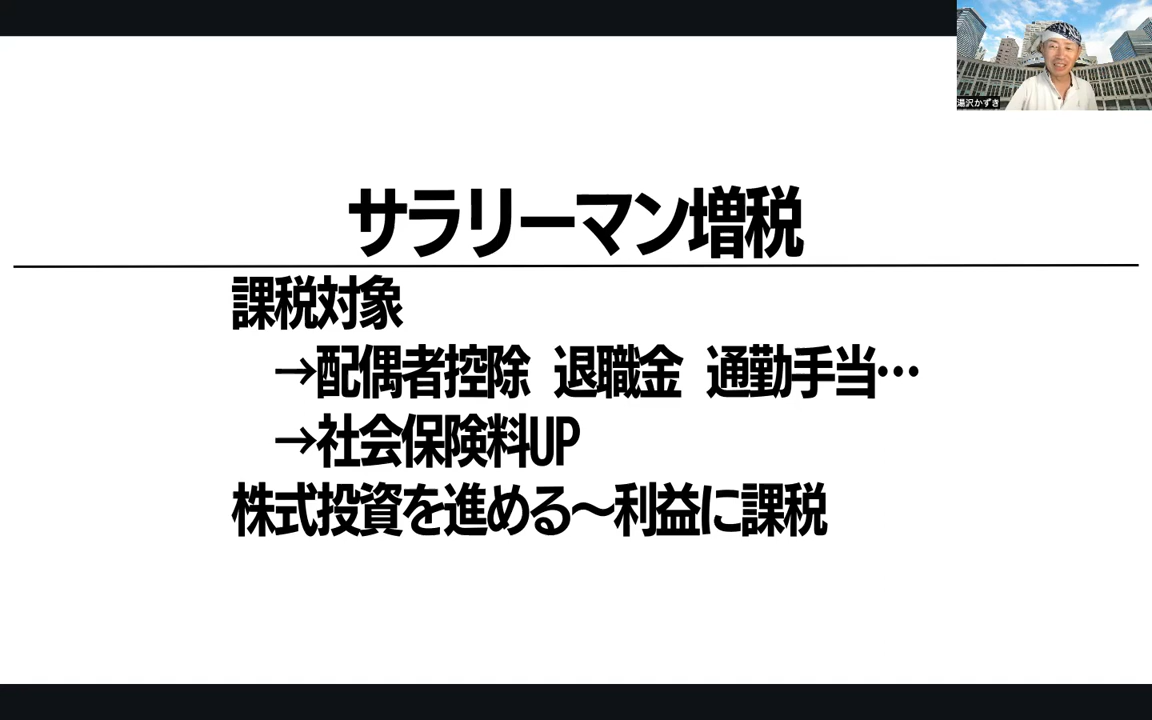 湯沢かずき
サラリーマン増税
課税対象
→配偶者控除 退職金 通勤手当…
→社会保険料UP
株式投資を進める～利益に課税